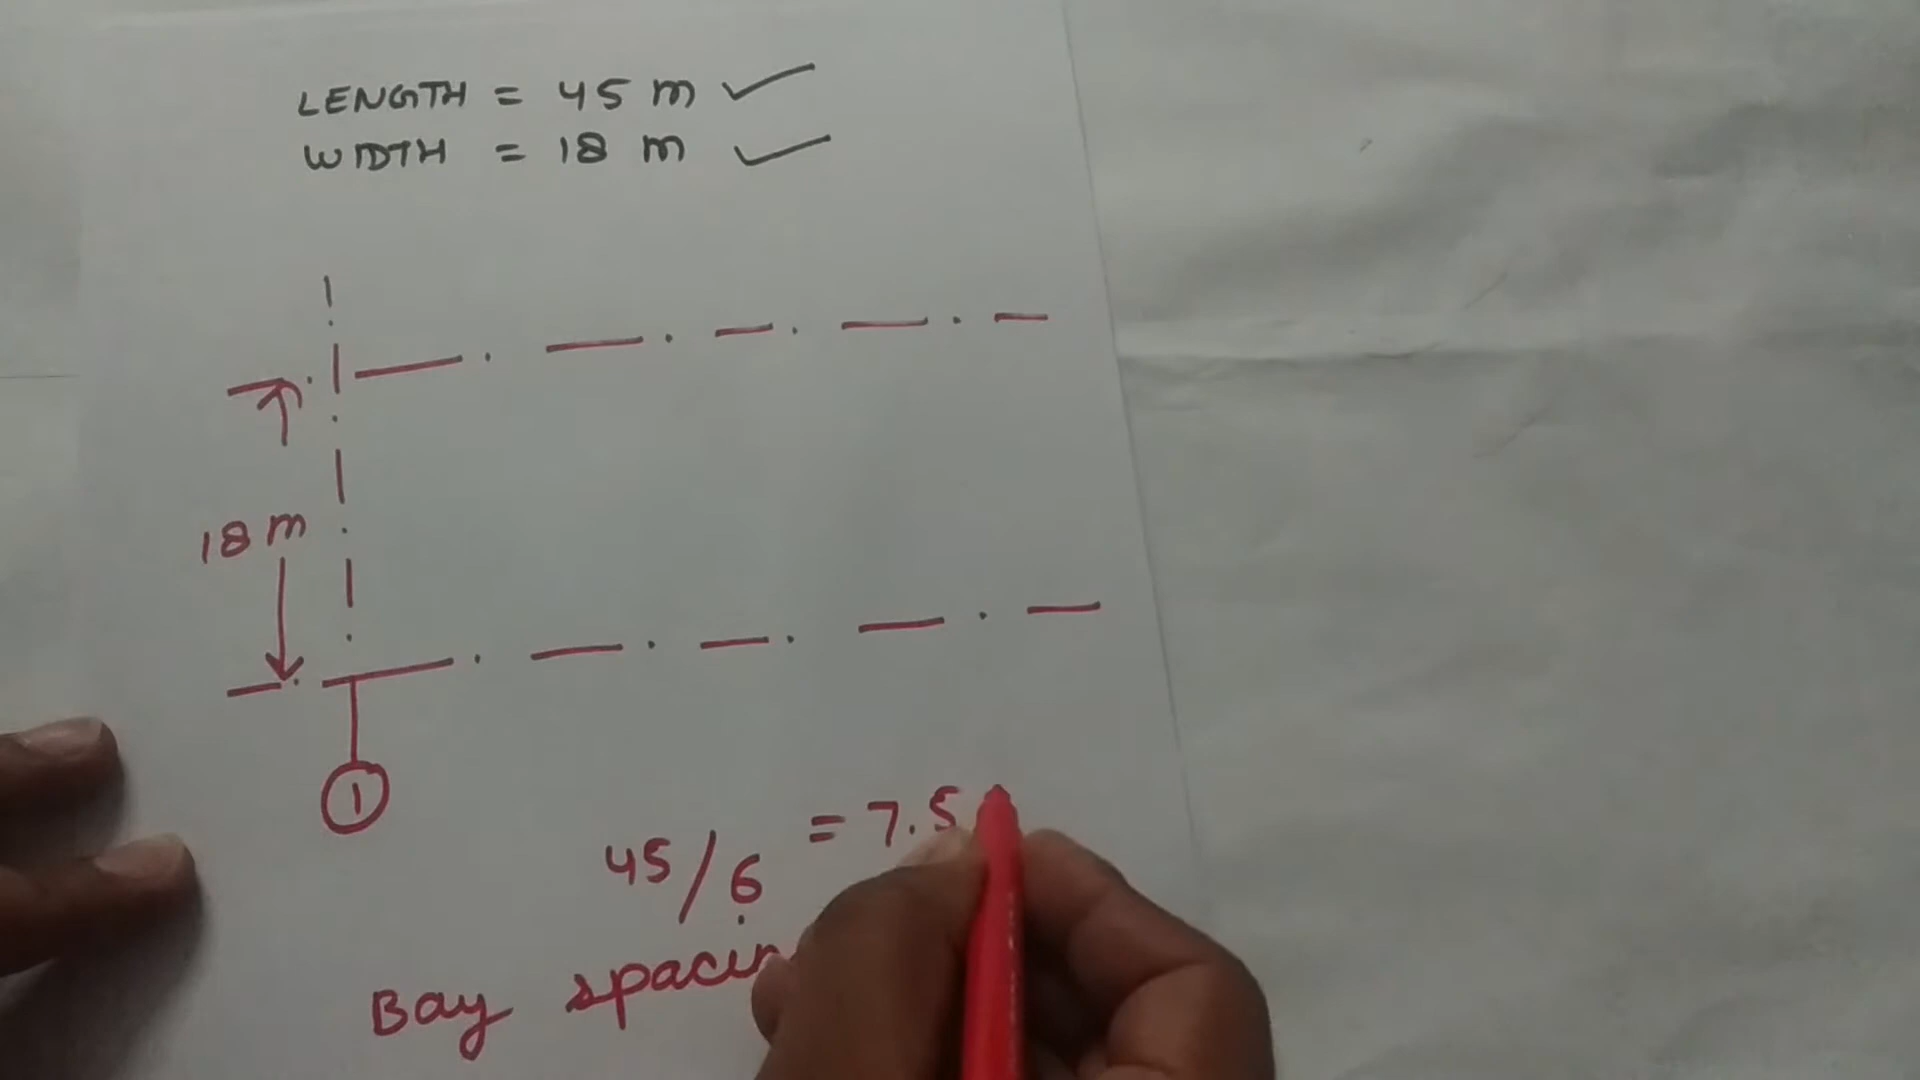 LENGTH = 45 m
WIDTH = 18 m
18 m
1
45/6 = 7.5
Bay